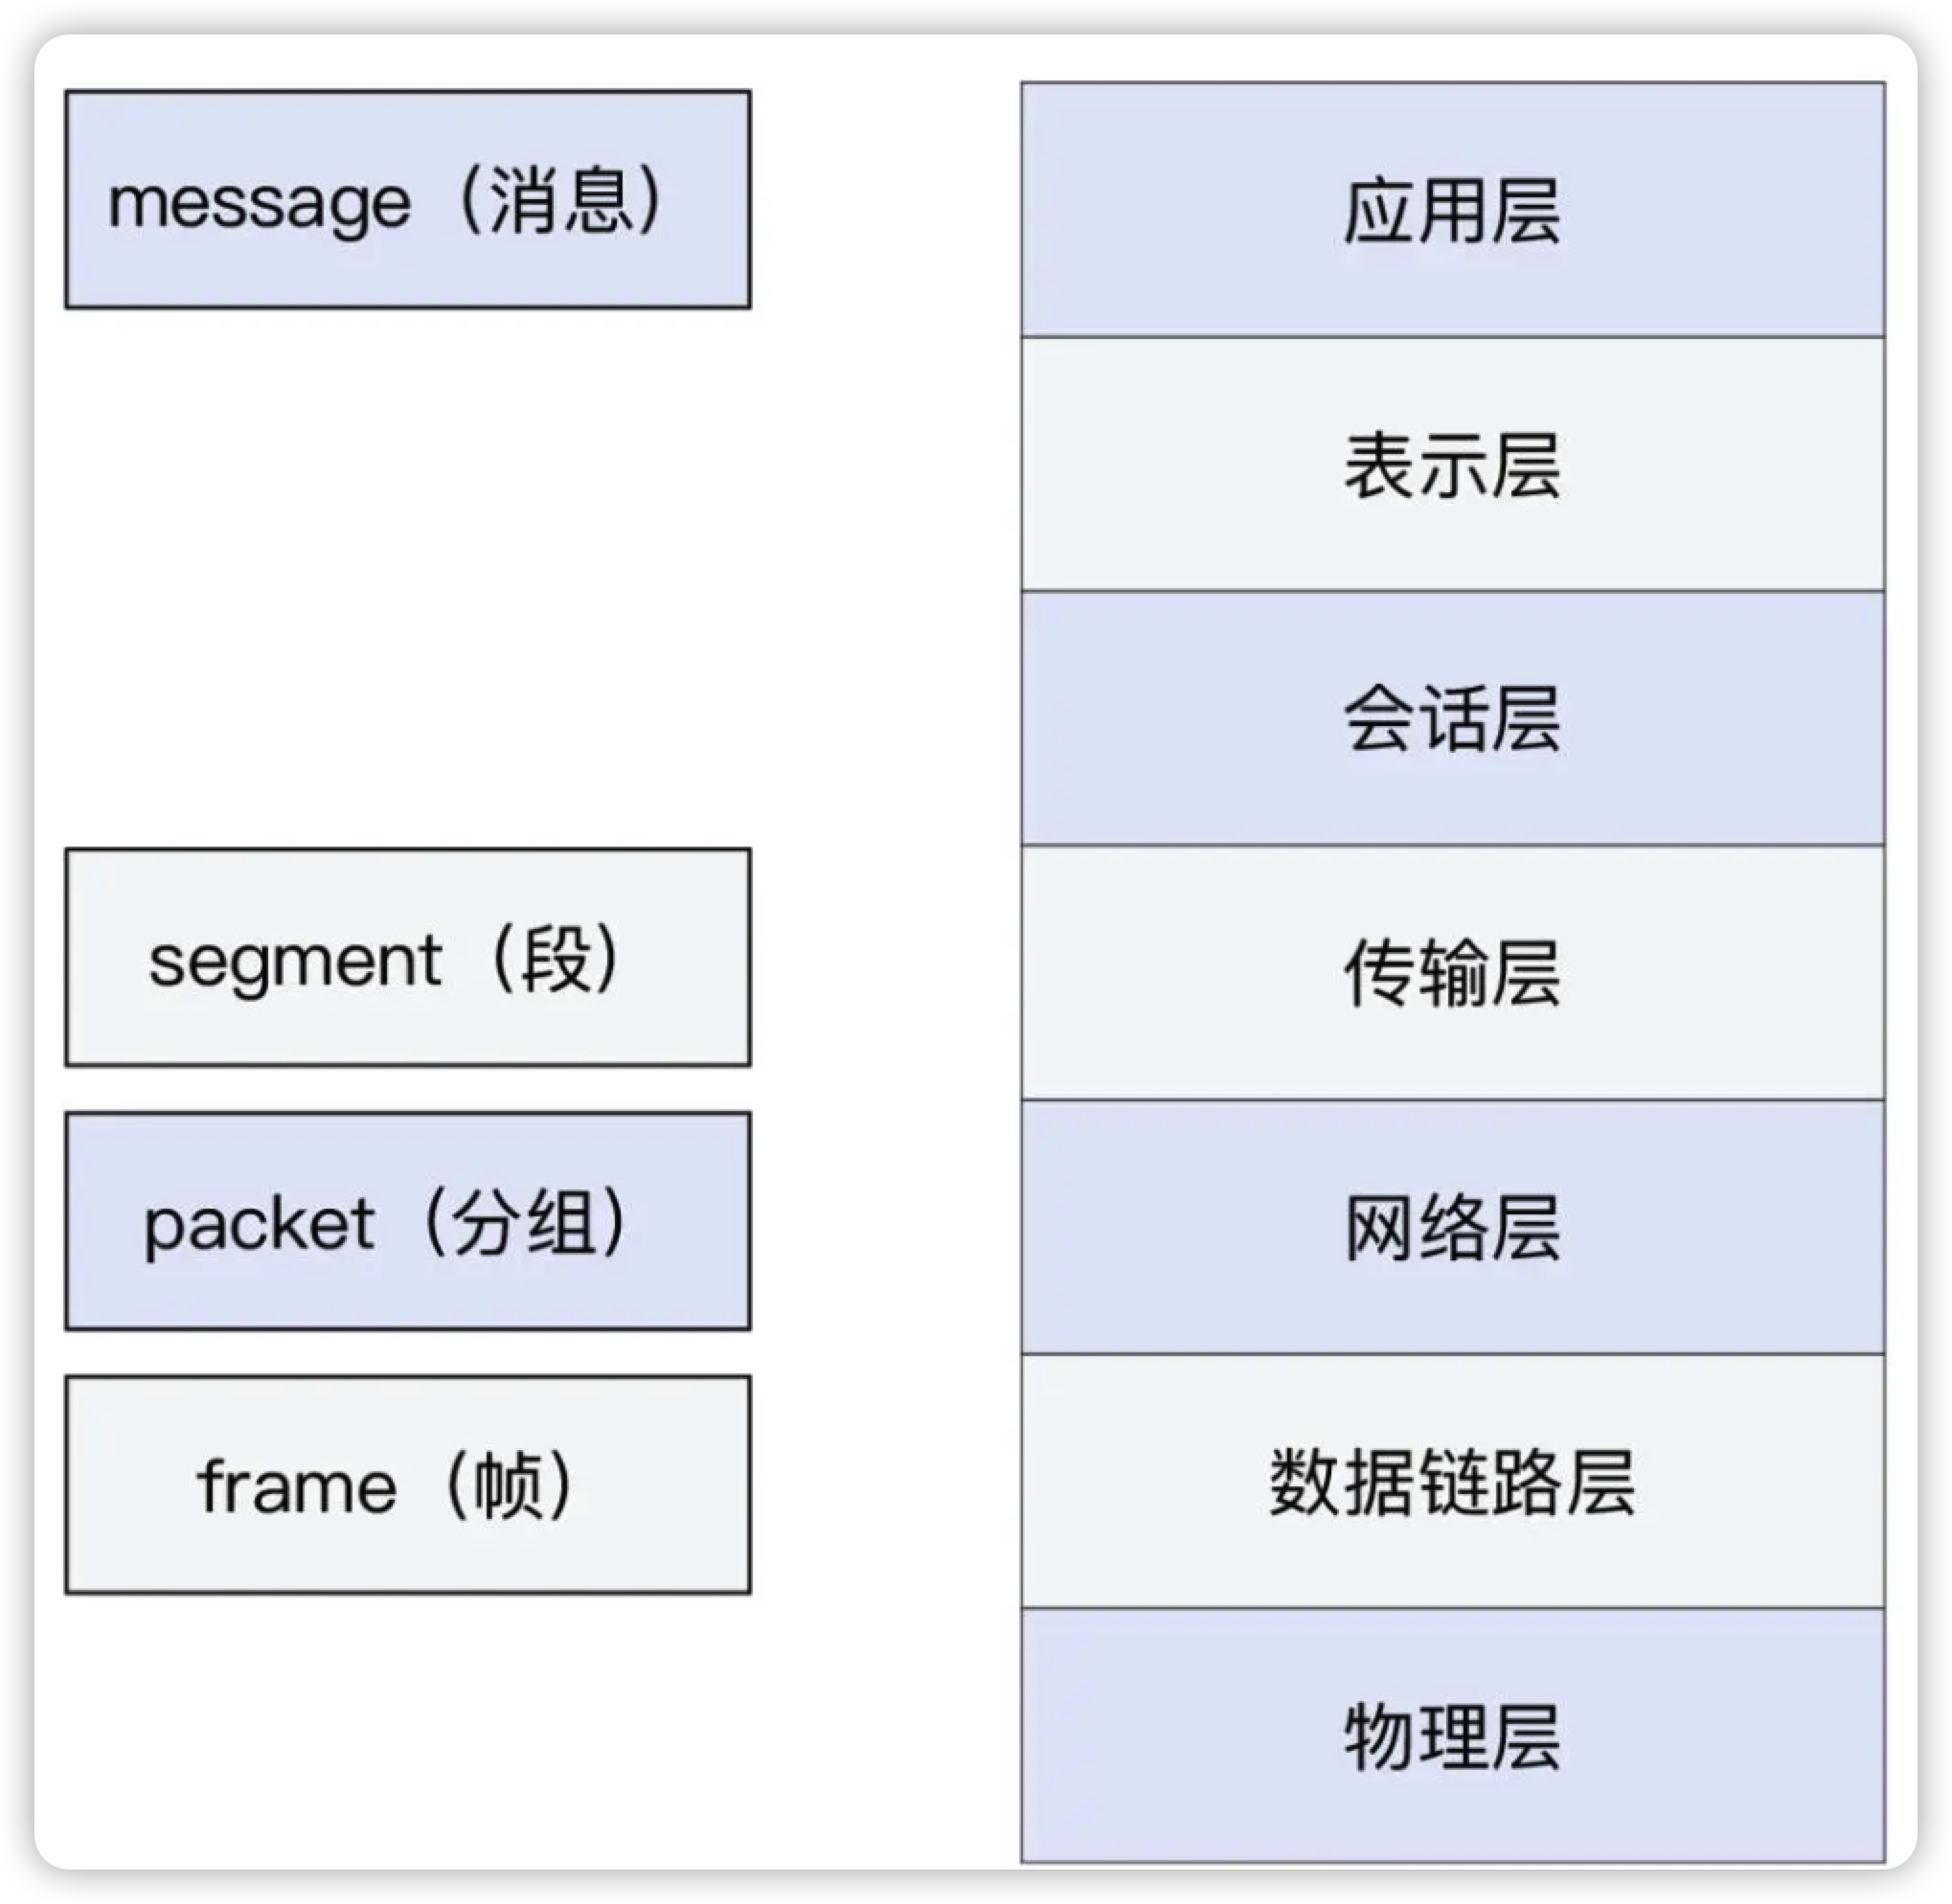 message（消息）
应用层
表示层
会话层
segment（段）
传输层
packet（分组）
网络层
frame（帧）
数据链路层
物理层